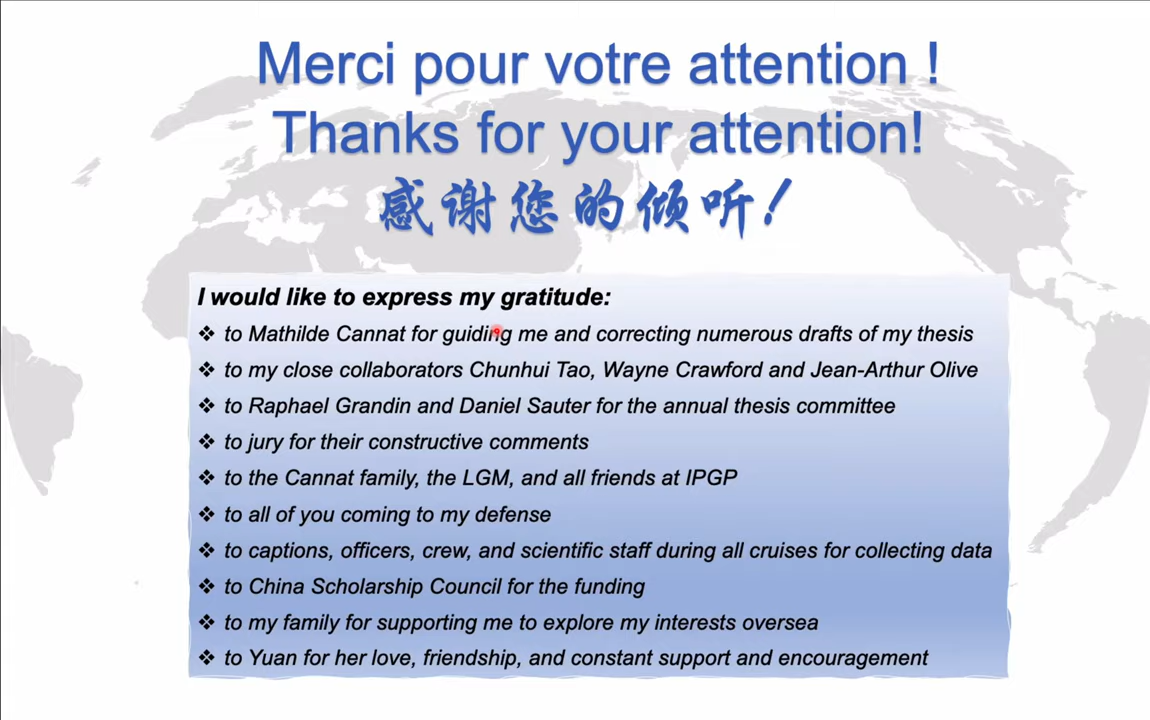 Merci pour votre attention !
Thanks for your attention!
感谢您的倾听!
I would like to express my gratitude:
❖ to Mathilde Cannat for guiding me and correcting numerous drafts of my thesis
❖ to my close collaborators Chunhui Tao, Wayne Crawford and Jean-Arthur Olive
❖ to Raphael Grandin and Daniel Sauter for the annual thesis committee
❖ to jury for their constructive comments
❖ to the Cannat family, the LGM, and all friends at IPGP
❖ to all of you coming to my defense
❖ to captions, officers, crew, and scientific staff during all cruises for collecting data
❖ to China Scholarship Council for the funding
❖ to my family for supporting me to explore my interests oversea
❖ to Yuan for her love, friendship, and constant support and encouragement